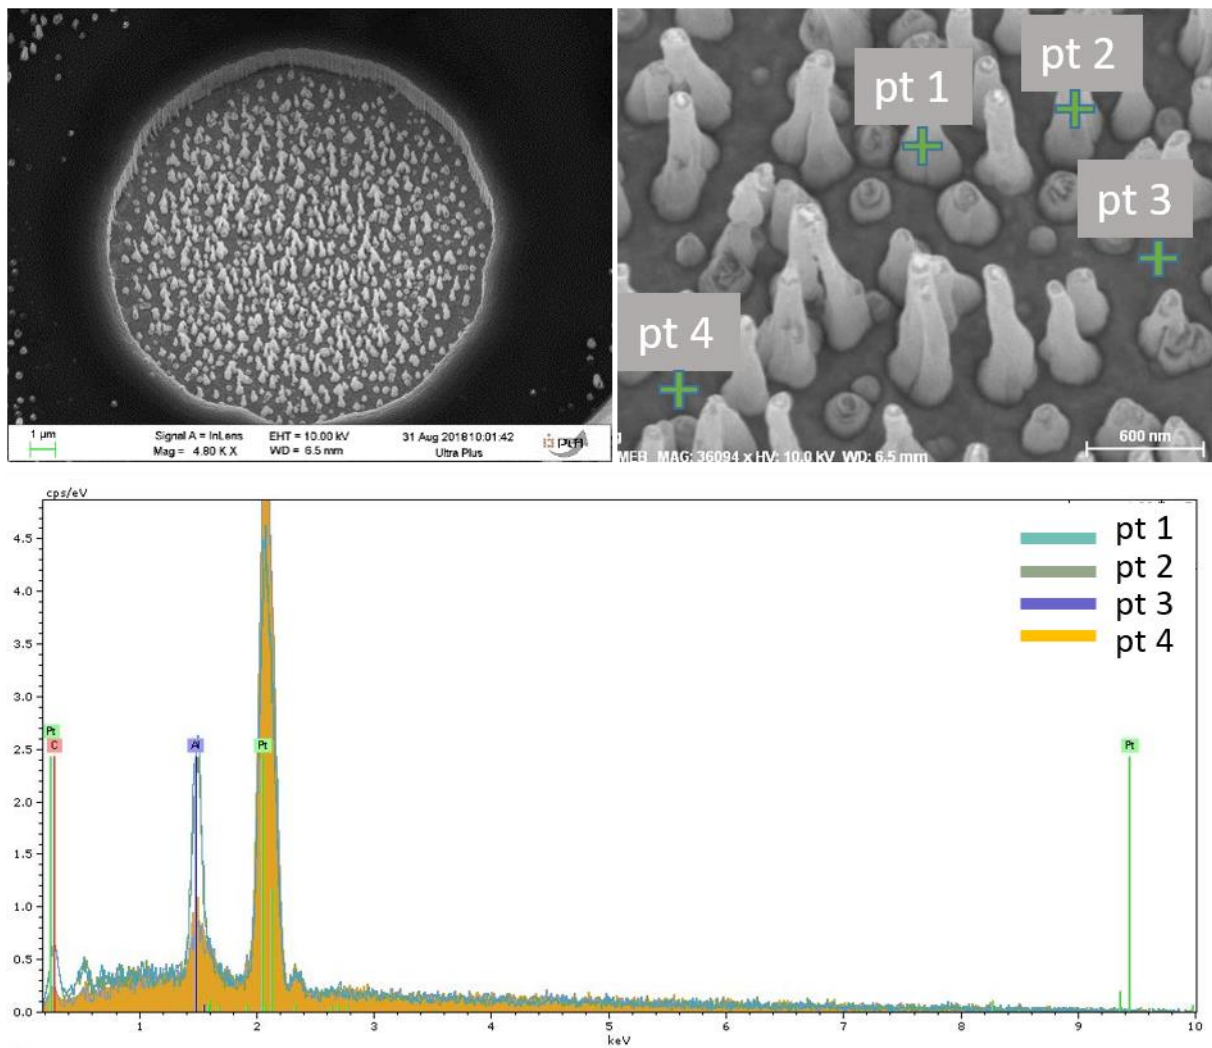 1 µm
Signal A = InLens
Mag = 4.80 K X
EHT = 10.00 kV
WD = 6.5 mm
31 Aug 2018 10:01:42
Ultra Plus
pt 1
pt 2
pt 3
pt 4
600 nm
MEB MAG: 36094 x HV: 10.0 kV WD: 6.5 mm
cps/eV
4.5
4.0
3.5
3.0
2.5
2.0
1.5
1.0
0.5
0.0
Pt
C
Al
Pt
Pt
pt 1
pt 2
pt 3
pt 4
1 2 3 4 5 6 7 8 9 10
keV